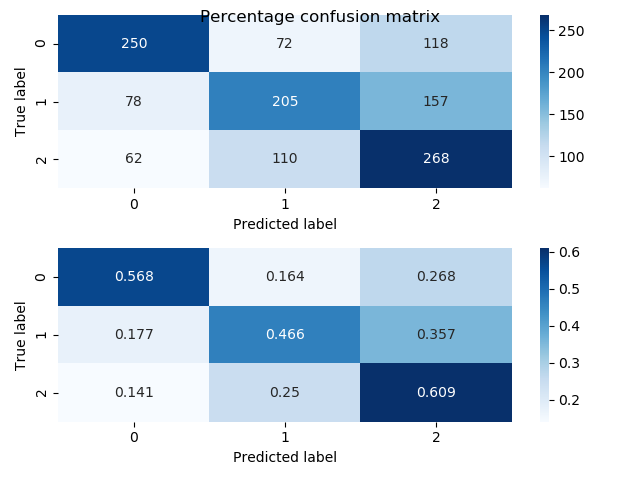 Percentage confusion matrix
True label
0 250 72 118
1 78 205 157
2 62 110 268
0 1 2
Predicted label
250
200
150
100
True label
0 0.568 0.164 0.268
1 0.177 0.466 0.357
2 0.141 0.25 0.609
0 1 2
Predicted label
0.6
0.5
0.4
0.3
0.2